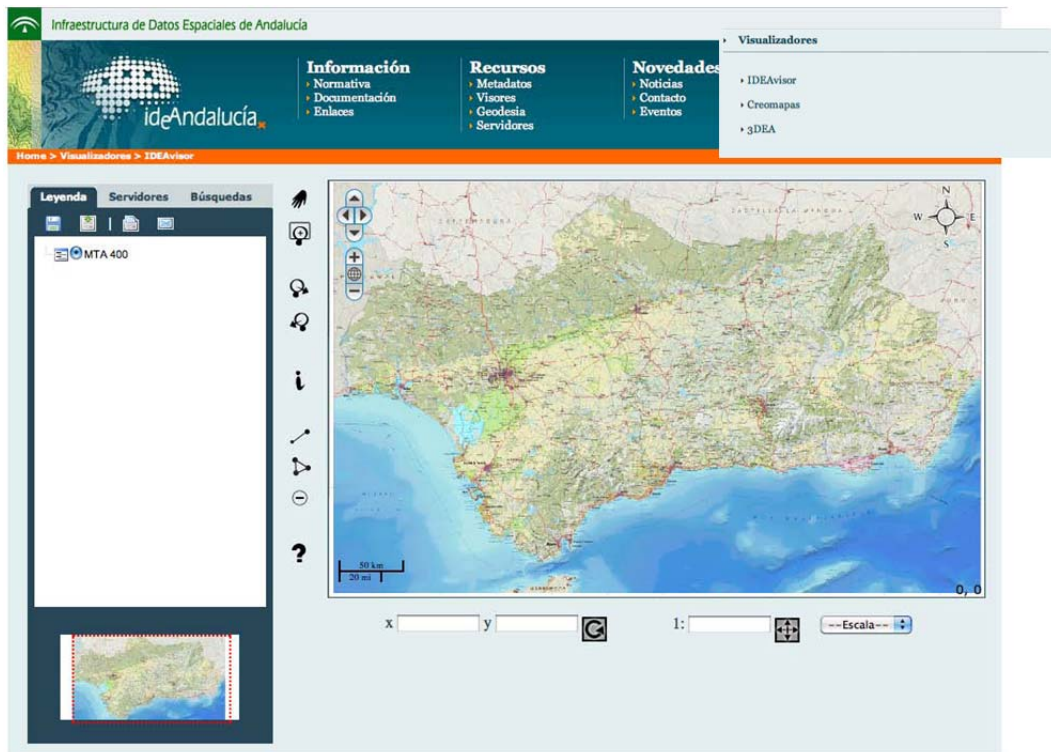 Infraestructura de Datos Espaciales de Andalucía
ideAndalucía
Información
Normativa
Documentación
Enlaces
Recursos
Metadatos
Visores
Geodesia
Servidores
Novedades
Noticias
Contacto
Eventos
Visualizadores
IDEAvisor
Creomapas
3DEA
Home > Visualizadores > IDEAvisor
Leyenda Servidores Búsquedas
MTA 400
N
W E
S
50 km
20 mi
0, 0
x y 1: --Escala--